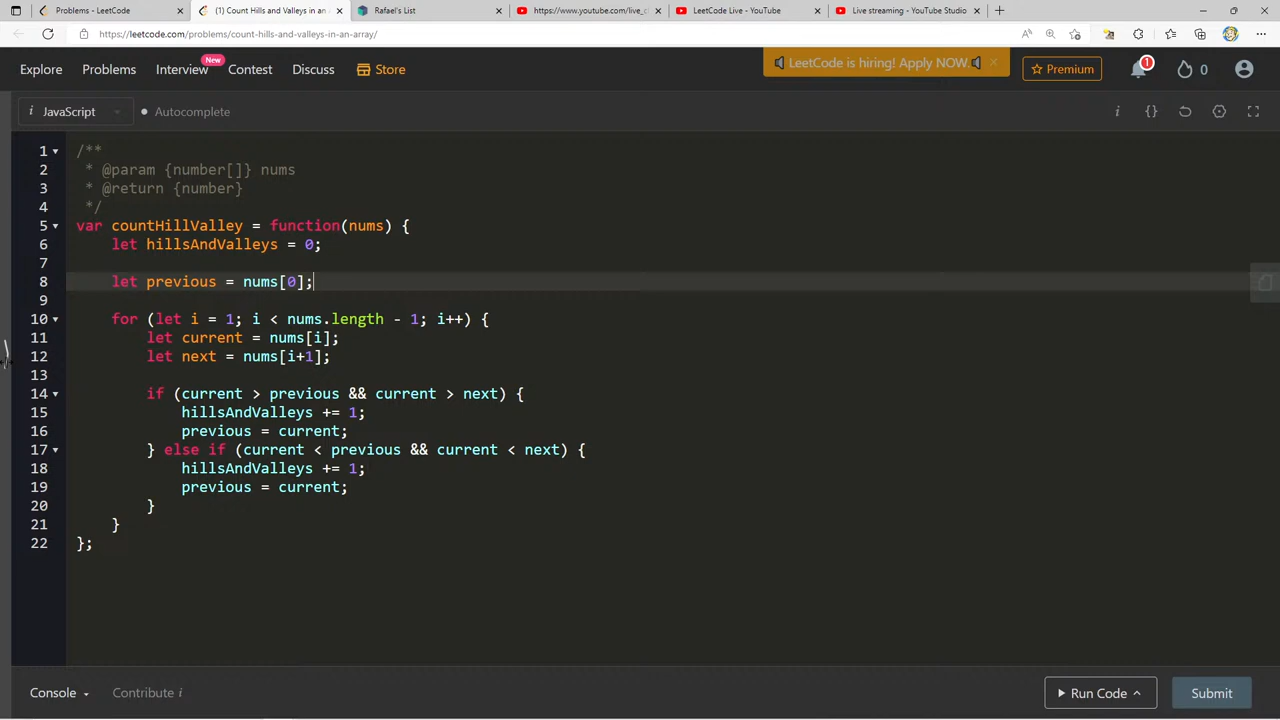 Problems - LeetCode
(1) Count Hills and Valleys in an
Rafael's List
https://www.youtube.com/live_c
LeetCode Live - YouTube
Live streaming - YouTube Studio
https://leetcode.com/problems/count-hills-and-valleys-in-an-array/
Explore
Problems
Interview
New
Contest
Discuss
Store
LeetCode is hiring! Apply NOW.
Premium
1
0
i JavaScript
Autocomplete
i {}
1 /**
2 * @param {number[]} nums
3 * @return {number}
4 */
5 var countHillValley = function(nums) {
6 let hillsAndValleys = 0;
7
8 let previous = nums[0];
9
10 for (let i = 1; i < nums.length - 1; i++) {
11 let current = nums[i];
12 let next = nums[i+1];
13
14 if (current > previous && current > next) {
15 hillsAndValleys += 1;
16 previous = current;
17 } else if (current < previous && current < next) {
18 hillsAndValleys += 1;
19 previous = current;
20 }
21 }
22 };
Console
Contribute i
Run Code
Submit